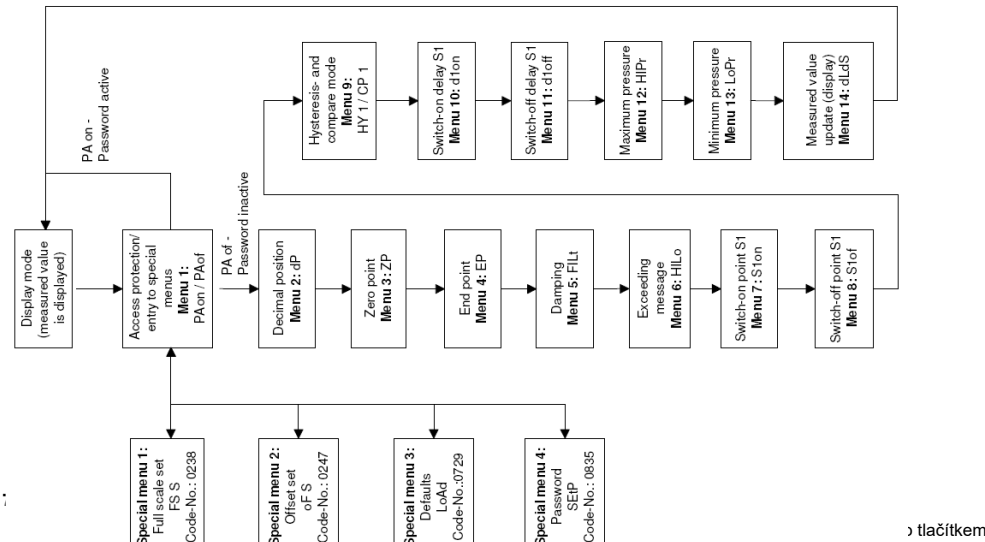 Display mode
(measured value
is displayed)
PA on -
Password active
Access protection/
entry to special
menus
Menu 1:
PAon / PAof
PA of -
Password inactive
Decimal position
Menu 2: dP
Zero point
Menu 3: ZP
End point
Menu 4: EP
Damping
Menu 5: FILt
Exceeding
message
Menu 6: HILo
Switch-on point S1
Menu 7: S1on
Switch-off point S1
Menu 8: S1of
Hysteresis- and
compare mode
Menu 9:
HY 1 / CP 1
Switch-on delay S1
Menu 10: d1on
Switch-off delay S1
Menu 11: d1off
Maximum pressure
Menu 12: HIPr
Minimum pressure
Menu 13: LoPr
Measured value
update (display)
Menu 14: dLdS
Special menu 1:
Full scale set
FS S
Code-No.: 0238
Special menu 2:
Offset set
oF S
Code-No.: 0247
Special menu 3:
Defaults
LoAd
Code-No.:0729
Special menu 4:
Password
SEtP
Code-No.: 0835
tlačítkem